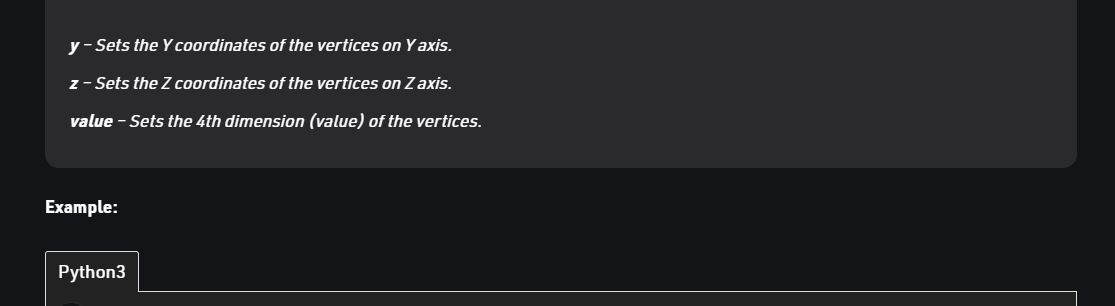 y – Sets the Y coordinates of the vertices on Y axis.
z – Sets the Z coordinates of the vertices on Z axis.
value – Sets the 4th dimension (value) of the vertices.
Example:
Python3